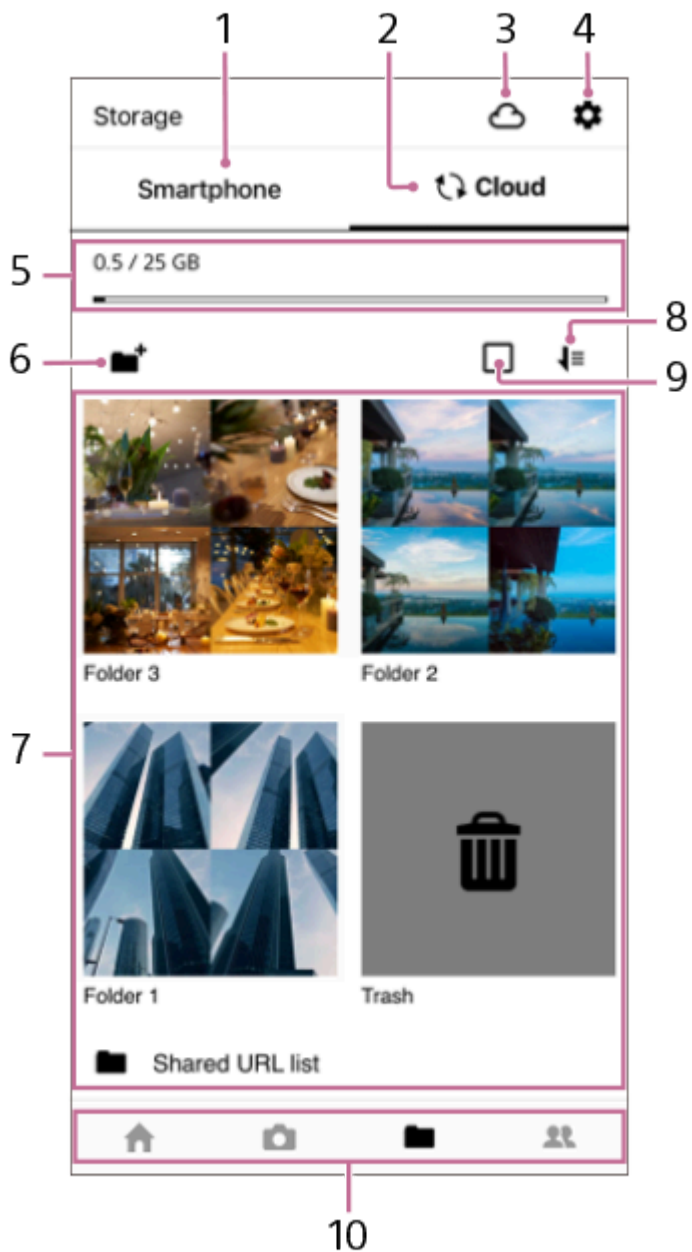 1 2 3 4
Storage
Smartphone Cloud
5
0.5 / 25 GB
8
6
9
Folder 3 Folder 2
7
Folder 1 Trash
Shared URL list
10